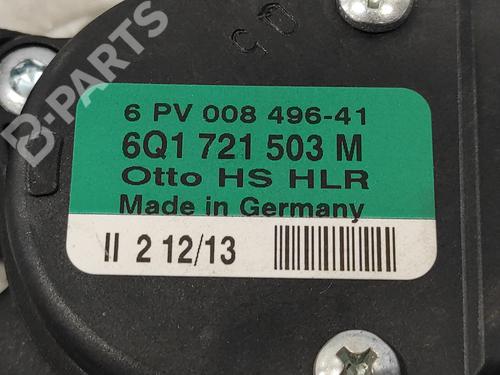 B-PARTS
6 PV 008 496-41
6Q1 721 503 M
Otto HS HLR
Made in Germany
II 2 12/13